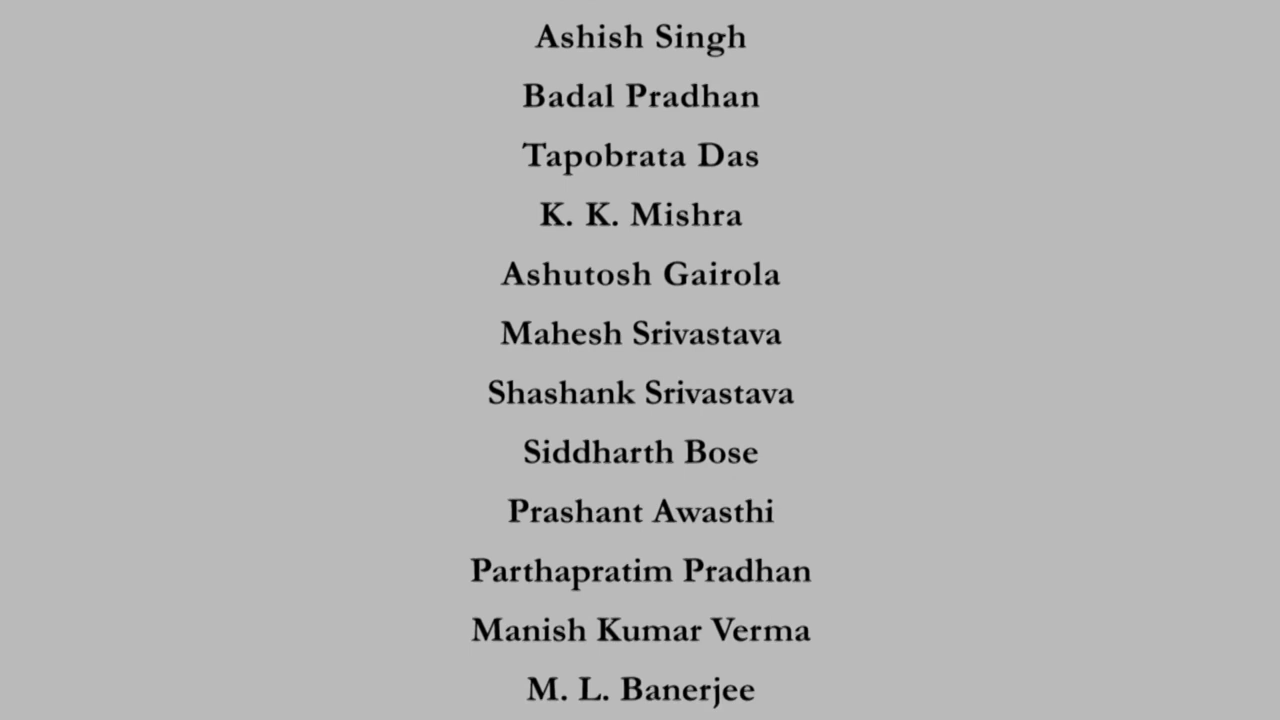 Ashish Singh
Badal Pradhan
Tapobrata Das
K. K. Mishra
Ashutosh Gairola
Mahesh Srivastava
Shashank Srivastava
Siddharth Bose
Prashant Awasthi
Parthapratim Pradhan
Manish Kumar Verma
M. L. Banerjee